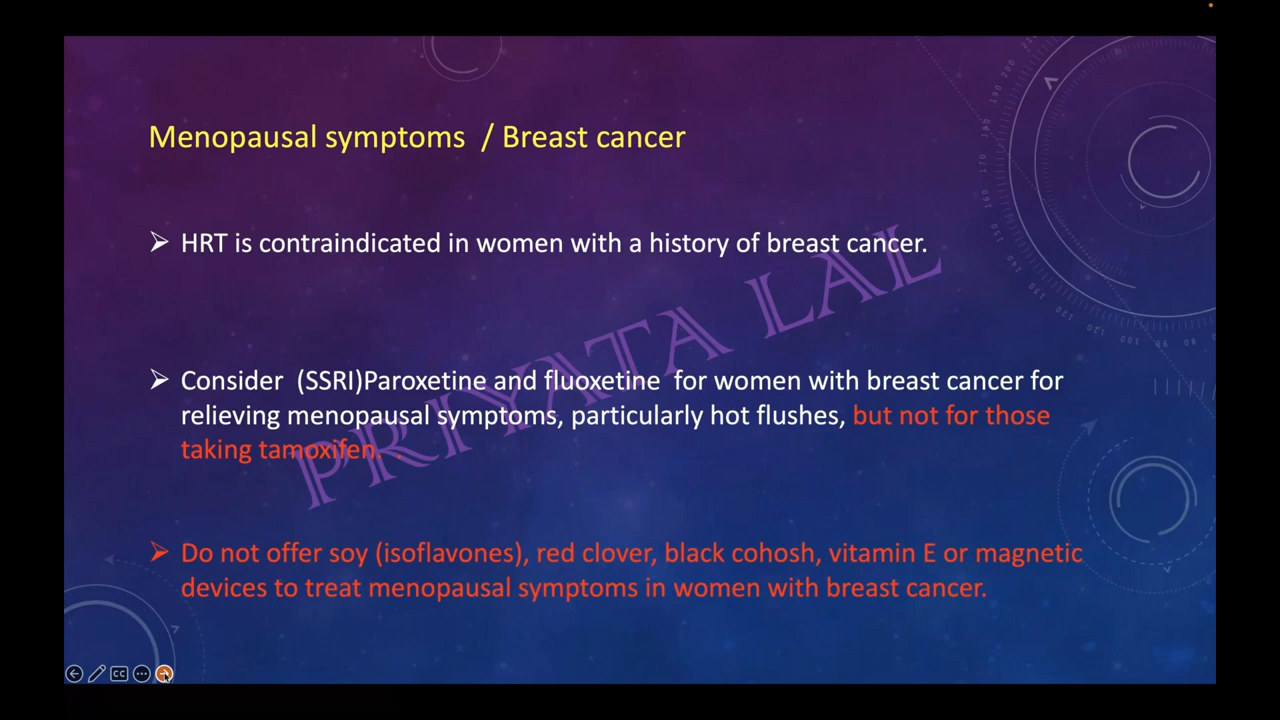 Menopausal symptoms / Breast cancer
HRT is contraindicated in women with a history of breast cancer.
Consider (SSRI)Paroxetine and fluoxetine for women with breast cancer for
relieving menopausal symptoms, particularly hot flushes, but not for those
taking tamoxifen. .
Do not offer soy (isoflavones), red clover, black cohosh, vitamin E or magnetic
devices to treat menopausal symptoms in women with breast cancer.
PRIYATA LAL
CC